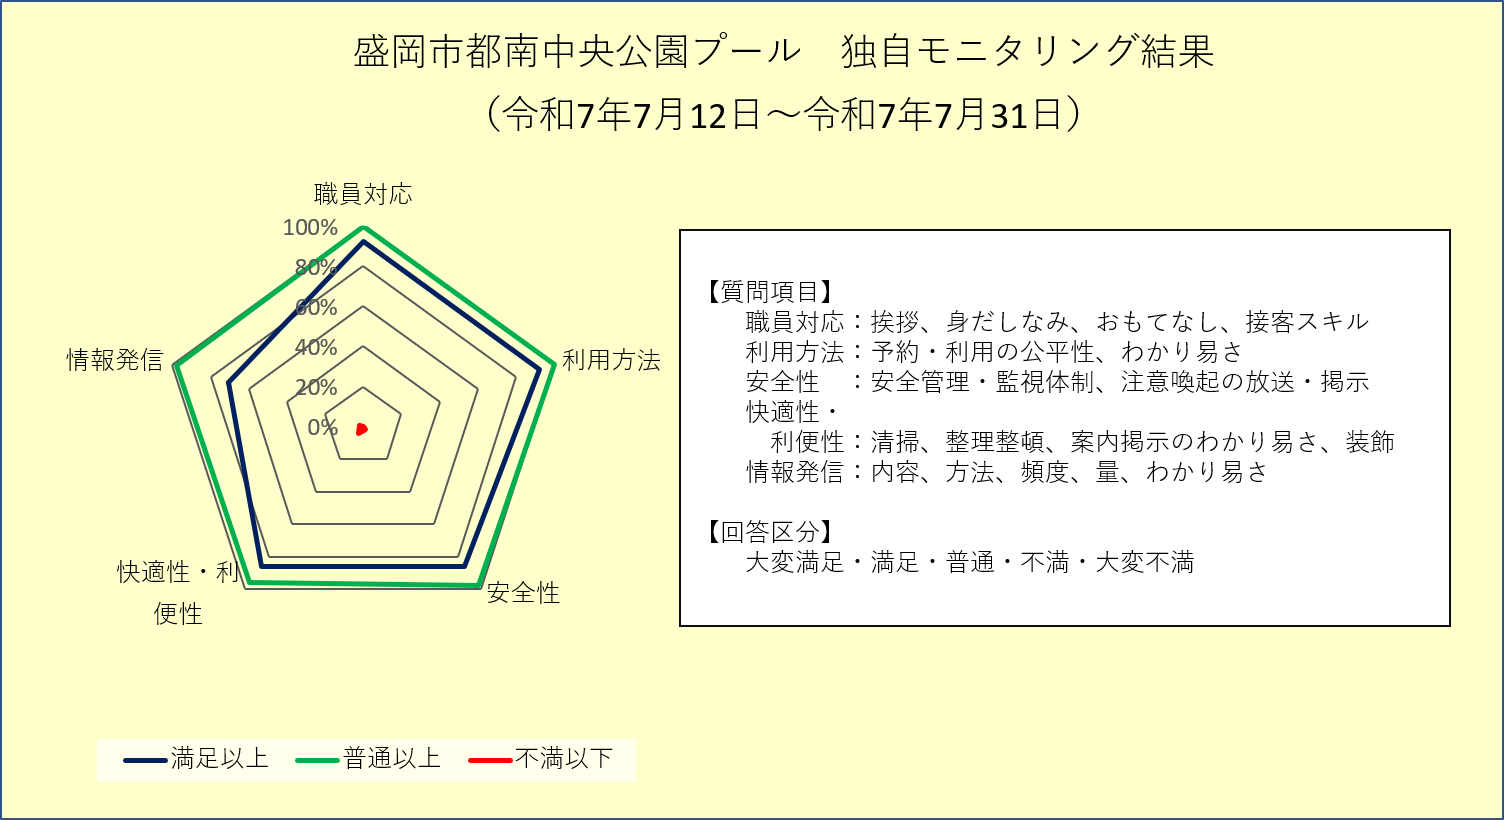 盛岡市都南中央公園プール　独自モニタリング結果
（令和7年7月12日～令和7年7月31日）
職員対応
100%
80%
60%
40%
20%
0%
情報発信
利用方法
快適性・利
便性
安全性
満足以上
普通以上
不満以下
【質問項目】
職員対応：挨拶、身だしなみ、おもてなし、接客スキル
利用方法：予約・利用の公平性、わかり易さ
安全性　：安全管理・監視体制、注意喚起の放送・掲示
快適性・
利便性：清掃、整理整頓、案内掲示のわかり易さ、装飾
情報発信：内容、方法、頻度、量、わかり易さ
【回答区分】
大変満足・満足・普通・不満・大変不満